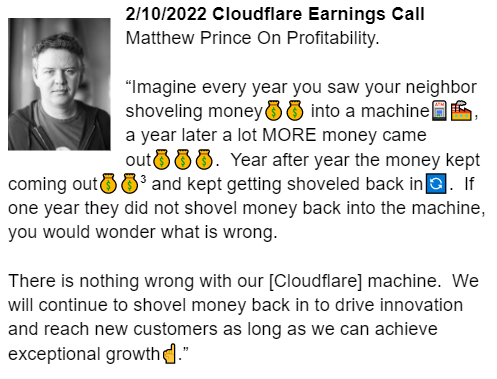 2/10/2022 Cloudflare Earnings Call
Matthew Prince On Profitability.
“Imagine every year you saw your neighbor
shoveling money💰💰 into a machine🏧🏭,
a year later a lot MORE money came
out💰💰💰.  Year after year the money kept
coming out💰💰³ and kept getting shoveled back in🔄.  If
one year they did not shovel money back into the machine,
you would wonder what is wrong.
There is nothing wrong with our [Cloudflare] machine.  We
will continue to shovel money back in to drive innovation
and reach new customers as long as we can achieve
exceptional growth☝.”